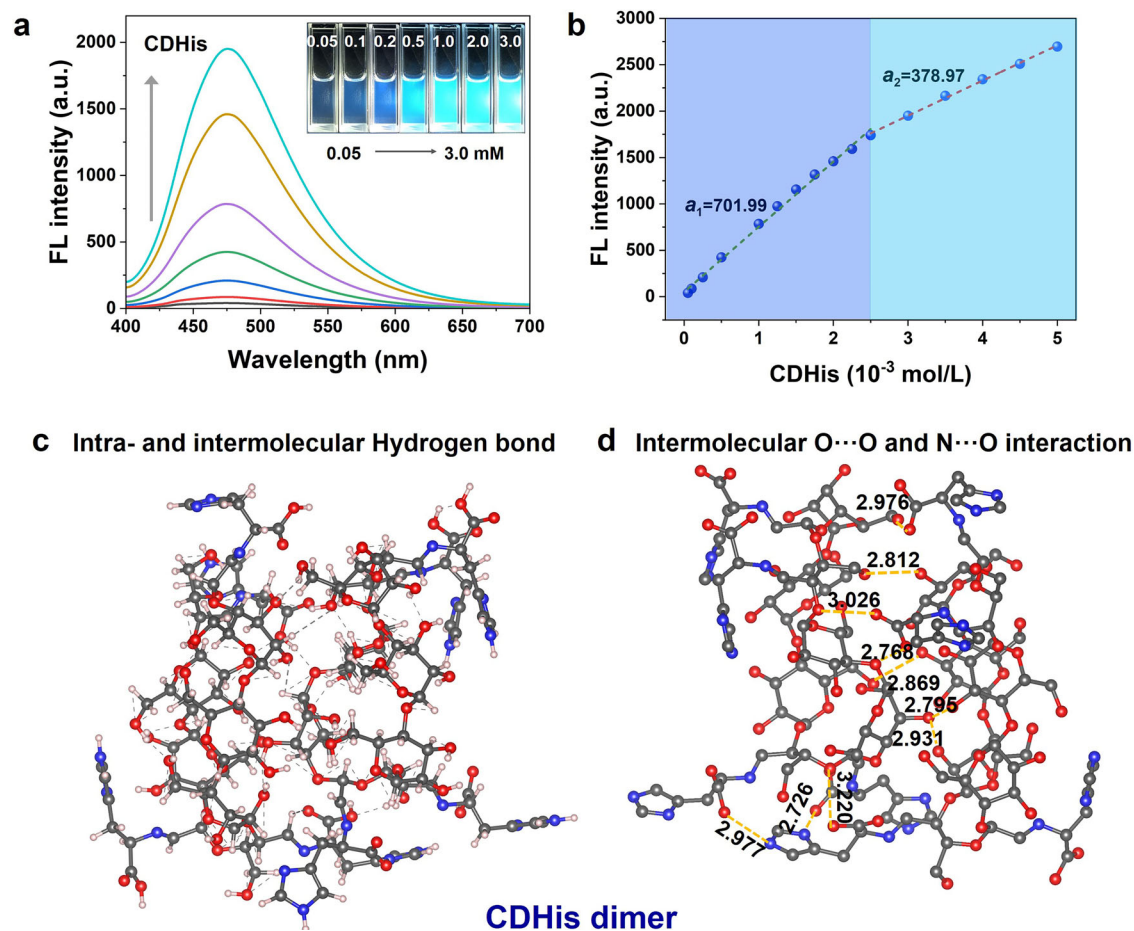 a
CDHis
FL intensity (a.u.)
2000
1500
1000
500
0
400 450 500 550 600 650 700
Wavelength (nm)
0.05 0.1 0.2 0.5 1.0 2.0 3.0
0.05 3.0 mM
b
FL intensity (a.u.)
3000
2500
2000
1500
1000
500
0
a₁=701.99
a₂=378.97
0 1 2 3 4 5
CDHis (10⁻³ mol/L)
c Intra- and intermolecular Hydrogen bond
d Intermolecular O···O and N···O interaction
2.976
2.812
3.026
2.768
2.869
2.795
2.931
3.220
2.726
2.977
CDHis dimer